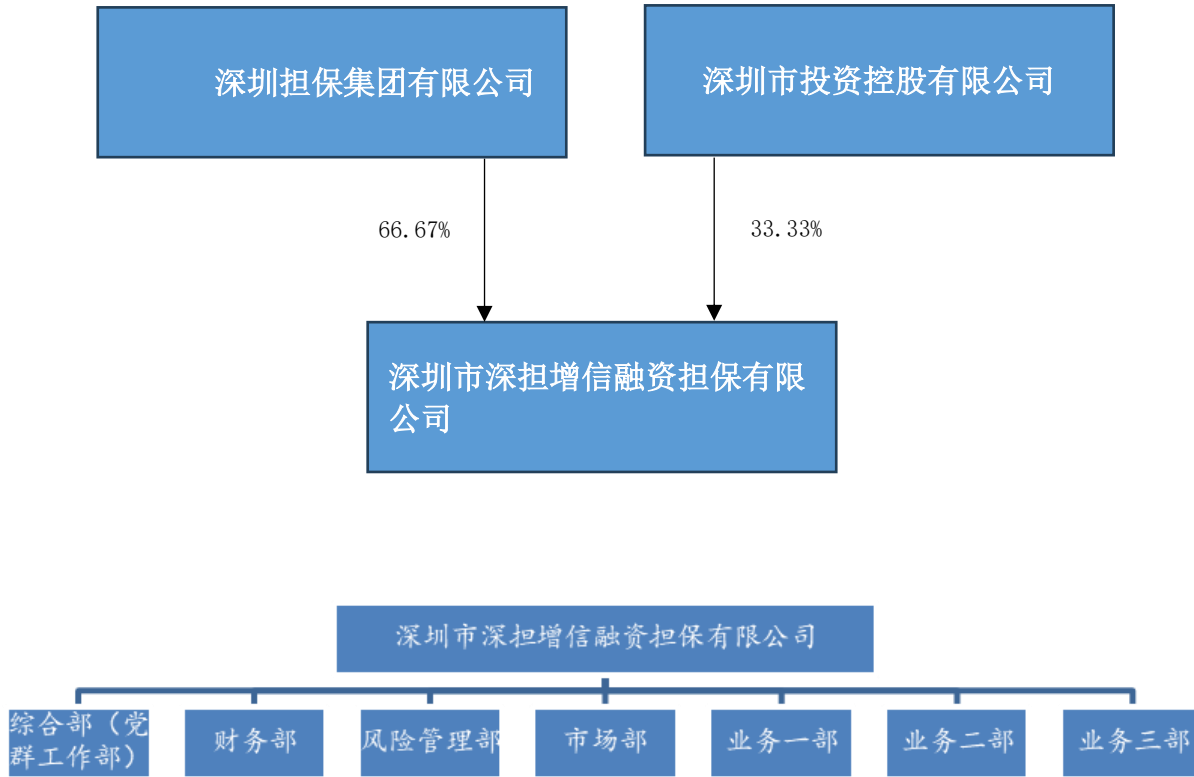 深圳担保集团有限公司
深圳市投资控股有限公司
66.67%
33.33%
深圳市深担增信融资担保有限
公司
深圳市深担增信融资担保有限公司
综合部（党
群工作部）
财务部
风险管理部
市场部
业务一部
业务二部
业务三部